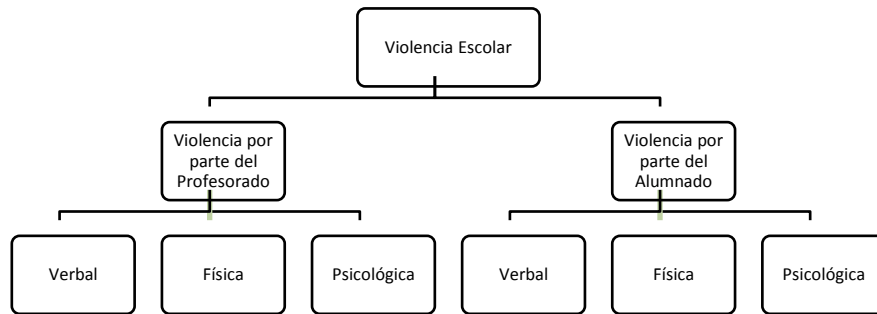 Violencia Escolar
Violencia por
parte del
Profesorado
Violencia por
parte del
Alumnado
Verbal
Física
Psicológica
Verbal
Física
Psicológica